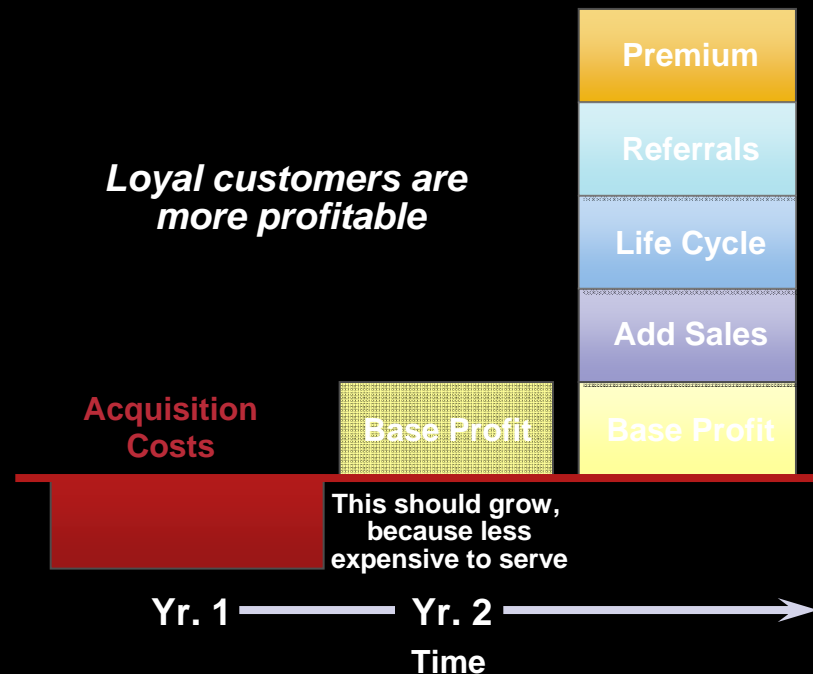 Premium
Referrals
Loyal customers are
more profitable
Life Cycle
Add Sales
Acquisition
Costs
Base Profit
Base Profit
This should grow,
because less
expensive to serve
Yr. 1
Yr. 2
Time